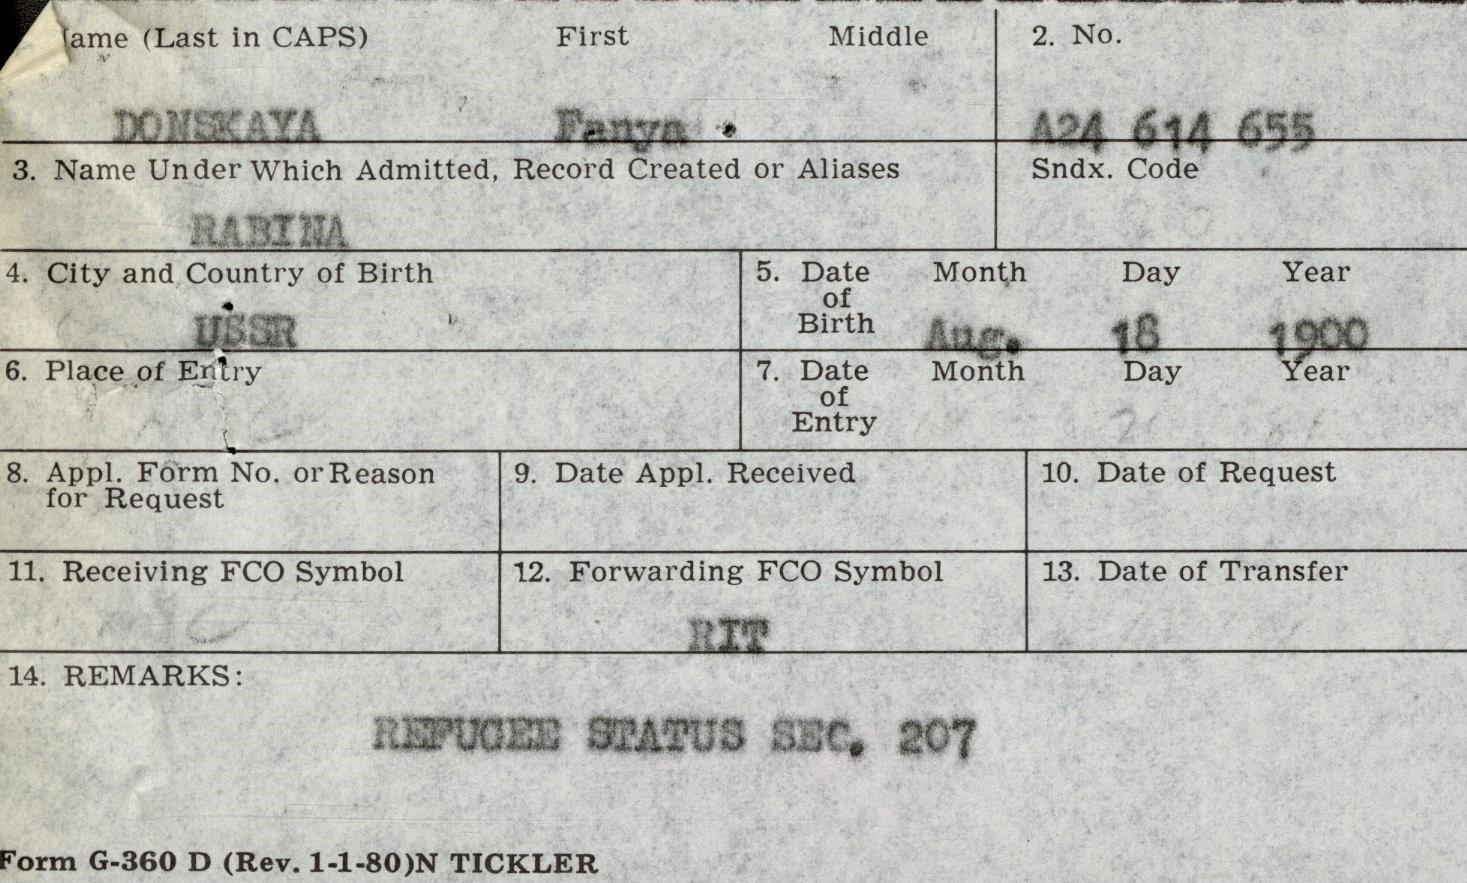 ame (Last in CAPS) First Middle 2. No.
DONSKAYA Fanya A24 614 655
3. Name Under Which Admitted, Record Created or Aliases Sndx. Code
RABINA
4. City and Country of Birth 5. Date of Birth Month Day Year
USSR Aug. 18 1900
6. Place of Entry 7. Date of Entry Month Day Year
8. Appl. Form No. or Reason for Request 9. Date Appl. Received 10. Date of Request
11. Receiving FCO Symbol 12. Forwarding FCO Symbol 13. Date of Transfer
RIT
14. REMARKS:
REFUGEE STATUS SEC. 207
Form G-360 D (Rev. 1-1-80)N TICKLER